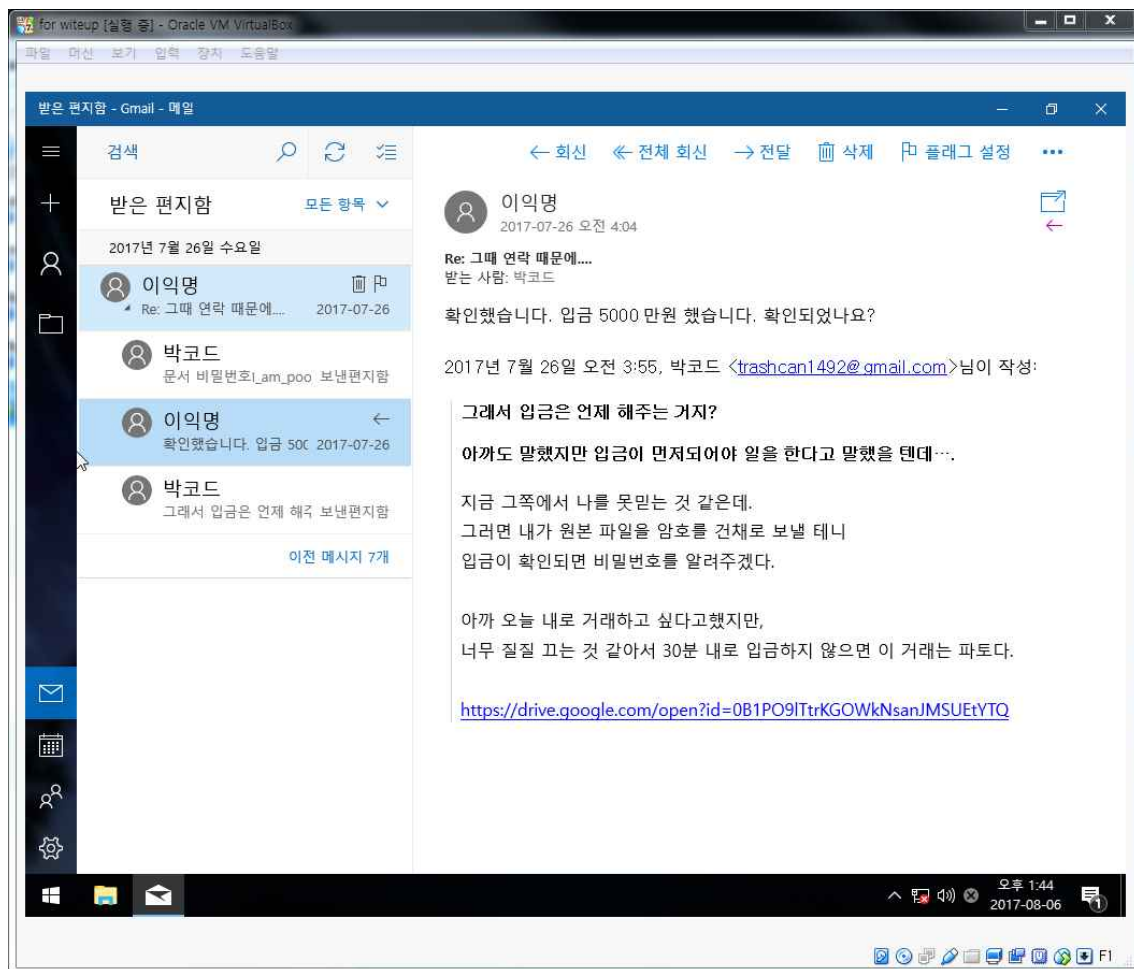 for witeup [실행 중] - Oracle VM VirtualBox
파일 머신 보기 입력 장치 도움말
받은 편지함 - Gmail - 메일
검색
받은 편지함 모든 항목
2017년 7월 26일 수요일
이익명
Re: 그때 연락 때문에.... 2017-07-26
박코드
문서 비밀번호I_am_poo 보낸편지함
이익명
확인했습니다. 입금 500 2017-07-26
박코드
그래서 입금은 언제 해주 보낸편지함
이전 메시지 7개
회신 전체 회신 전달 삭제 플래그 설정
이익명
2017-07-26 오전 4:04
Re: 그때 연락 때문에....
받는 사람: 박코드
확인했습니다. 입금 5000 만원 했습니다. 확인되었나요?
2017년 7월 26일 오전 3:55, 박코드 <trashcan1492@gmail.com>님이 작성:
그래서 입금은 언제 해주는 거지?
아까도 말했지만 입금이 먼저되어야 일을 한다고 말했을 텐데….
지금 그쪽에서 나를 못믿는 것 같은데.
그러면 내가 원본 파일을 암호를 건채로 보낼 테니
입금이 확인되면 비밀번호를 알려주겠다.
아까 오늘 내로 거래하고 싶다고했지만,
너무 질질 끄는 것 같아서 30분 내로 입금하지 않으면 이 거래는 파토다.
https://drive.google.com/open?id=0B1PO9lTtrKGOWkNsanJMSUEtYTQ
오후 1:44
2017-08-06
1
F1